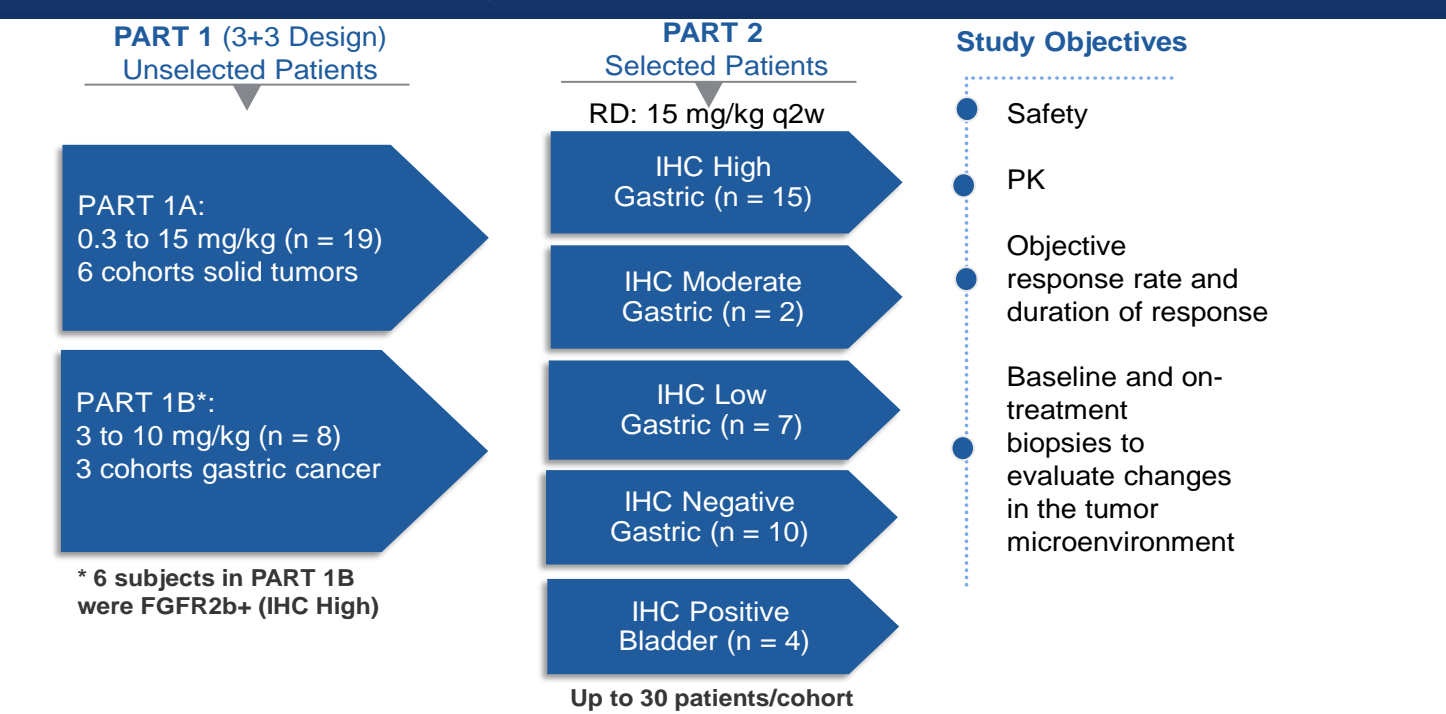 PART 1 (3+3 Design)
Unselected Patients
PART 1A:
0.3 to 15 mg/kg (n = 19)
6 cohorts solid tumors
PART 1B*:
3 to 10 mg/kg (n = 8)
3 cohorts gastric cancer
* 6 subjects in PART 1B
were FGFR2b+ (IHC High)
PART 2
Selected Patients
RD: 15 mg/kg q2w
IHC High
Gastric (n = 15)
IHC Moderate
Gastric (n = 2)
IHC Low
Gastric (n = 7)
IHC Negative
Gastric (n = 10)
IHC Positive
Bladder (n = 4)
Up to 30 patients/cohort
Study Objectives
Safety
PK
Objective
response rate and
duration of response
Baseline and on-
treatment
biopsies to
evaluate changes
in the tumor
microenvironment